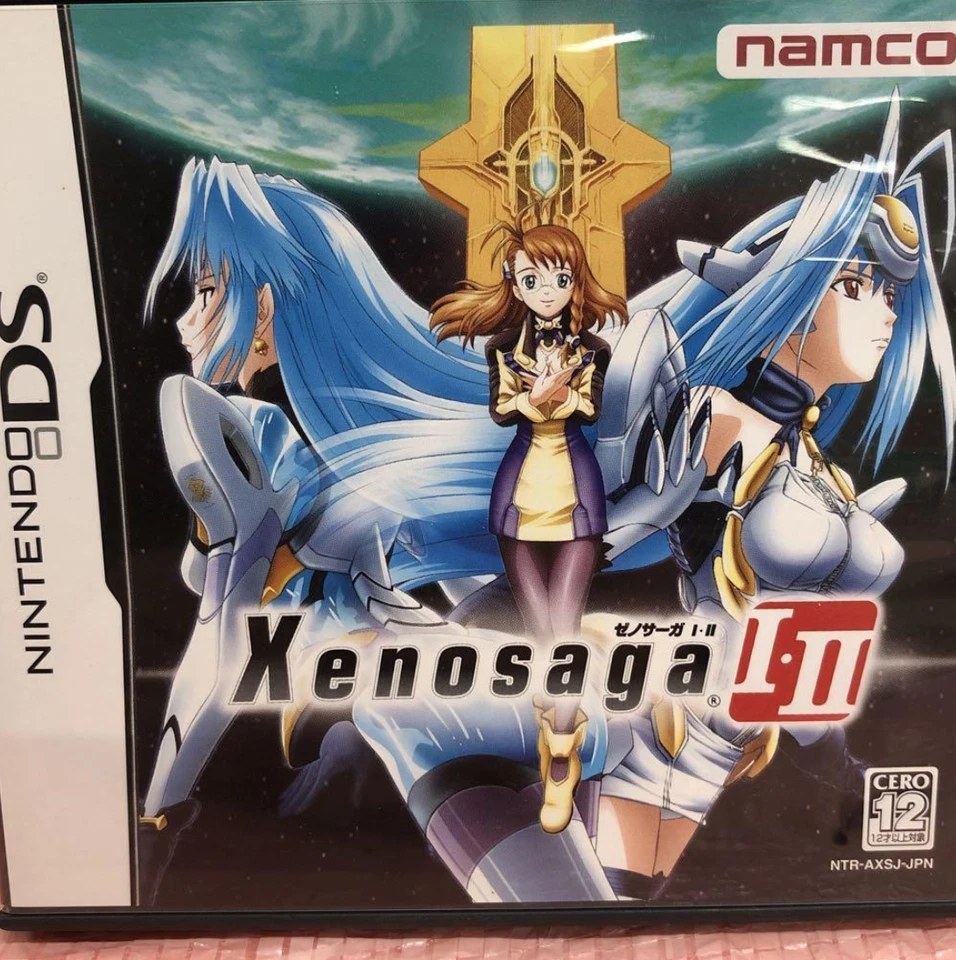 namco
NINTENDO DS®
ゼノサーガ I・II
Xenosaga® I・II
CERO
12
12才以上対象
NTR-AXSJ-JPN